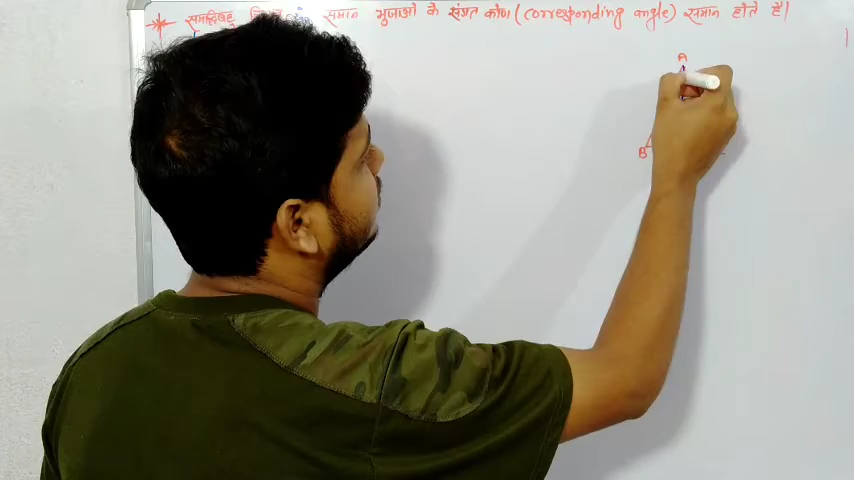 समद्विबाहु समान भुजाओं के संगत कोण (corresponding angle) समान होते हैं।
A
B